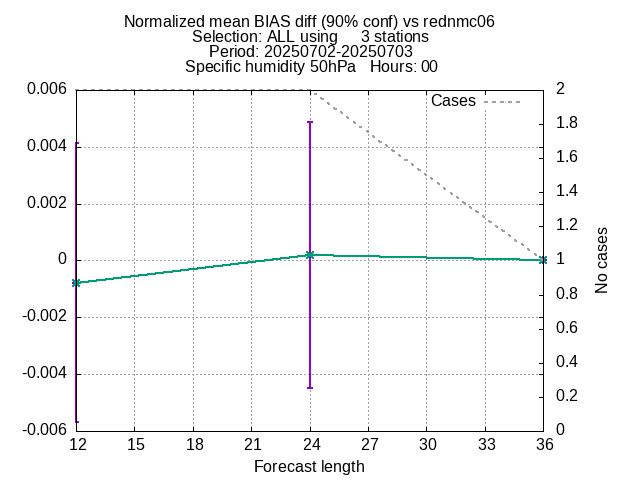 Normalized mean BIAS diff (90% conf) vs rednmc06
Selection: ALL using     3 stations
Period: 20250702-20250703
Specific humidity 50hPa   Hours: 00
Cases
0.006
0.004
0.002
0
-0.002
-0.004
-0.006
2
1.8
1.6
1.4
1.2
1
0.8
0.6
0.4
0.2
0
No cases
12 15 18 21 24 27 30 33 36
Forecast length